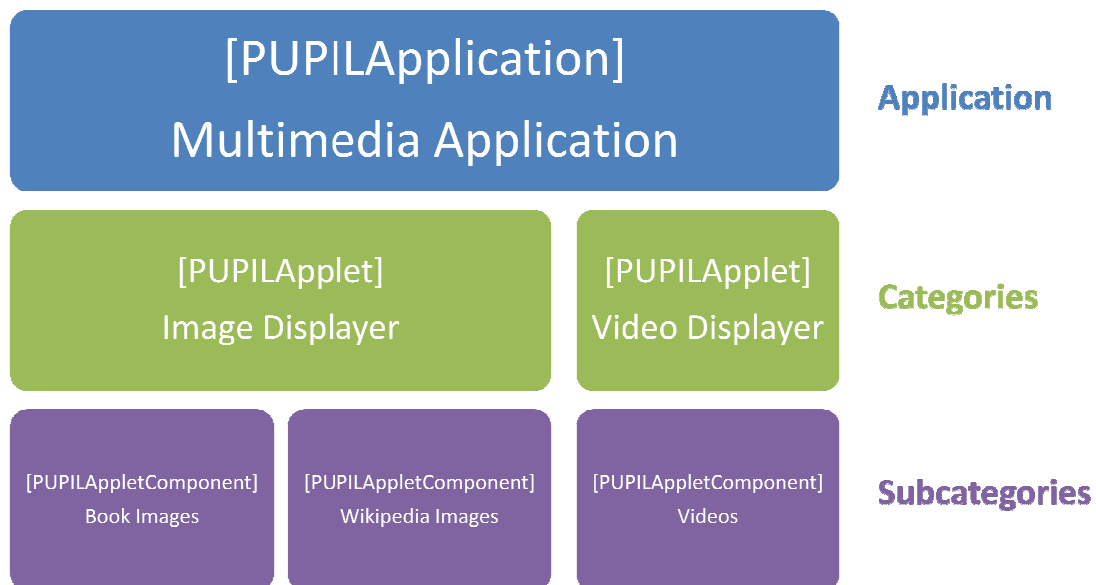 [PUPILApplication]
Multimedia Application
Application
[PUPILApplet]
Image Displayer
[PUPILApplet]
Video Displayer
Categories
[PUPILAppletComponent]
Book Images
[PUPILAppletComponent]
Wikipedia Images
[PUPILAppletComponent]
Videos
Subcategories